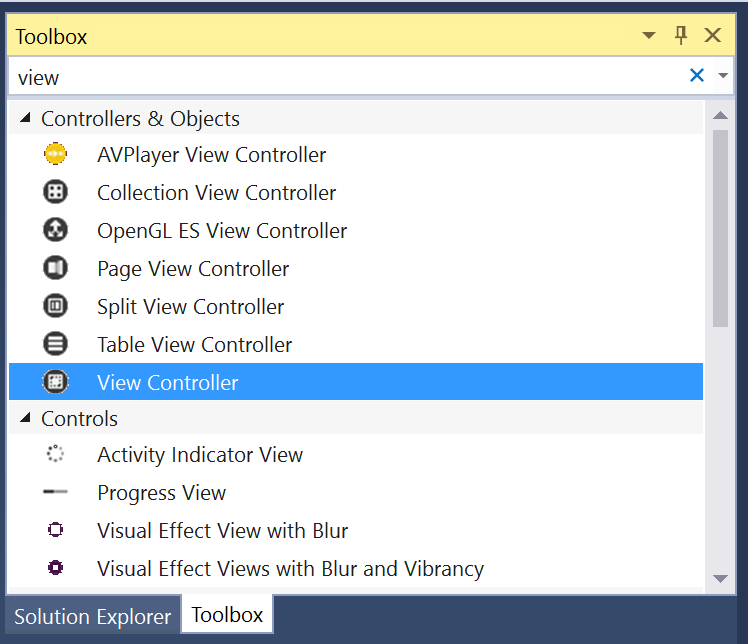 Toolbox
view
Controllers & Objects
AVPlayer View Controller
Collection View Controller
OpenGL ES View Controller
Page View Controller
Split View Controller
Table View Controller
View Controller
Controls
Activity Indicator View
Progress View
Visual Effect View with Blur
Visual Effect Views with Blur and Vibrancy
Solution Explorer Toolbox